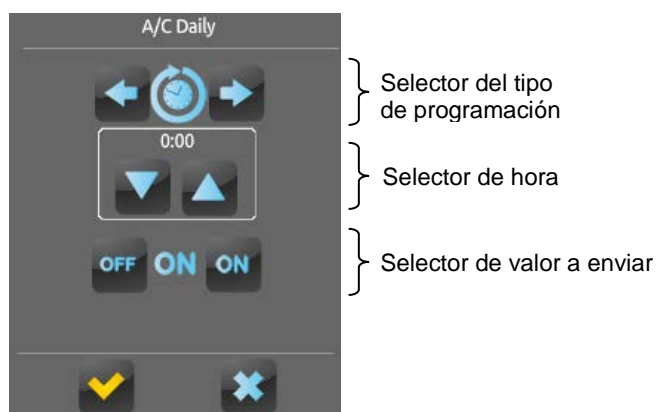 A/C Daily
Selector del tipo
de programación
0:00
Selector de hora
OFF ON ON
Selector de valor a enviar